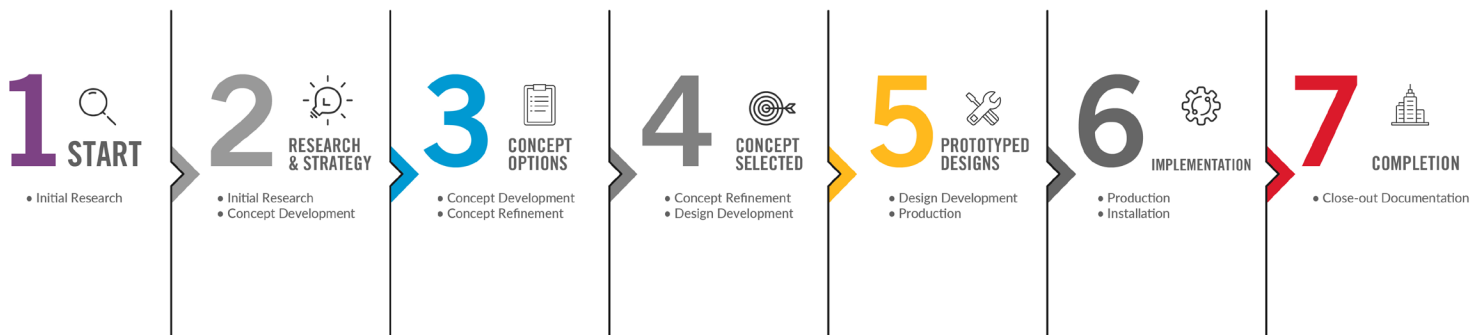 1
START
• Initial Research
2
RESEARCH
& STRATEGY
• Initial Research
• Concept Development
3
CONCEPT
OPTIONS
• Concept Development
• Concept Refinement
4
CONCEPT
SELECTED
• Concept Refinement
• Design Development
5
PROTOTYPED
DESIGNS
• Design Development
• Production
6
IMPLEMENTATION
• Production
• Installation
7
COMPLETION
• Close-out Documentation